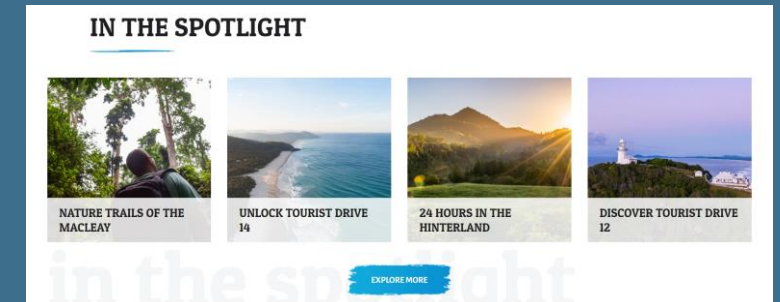 IN THE SPOTLIGHT
NATURE TRAILS OF THE
MACLEAY
UNLOCK TOURIST DRIVE
14
24 HOURS IN THE
HINTERLAND
DISCOVER TOURIST DRIVE
12
in the spotlight
EXPLORE MORE